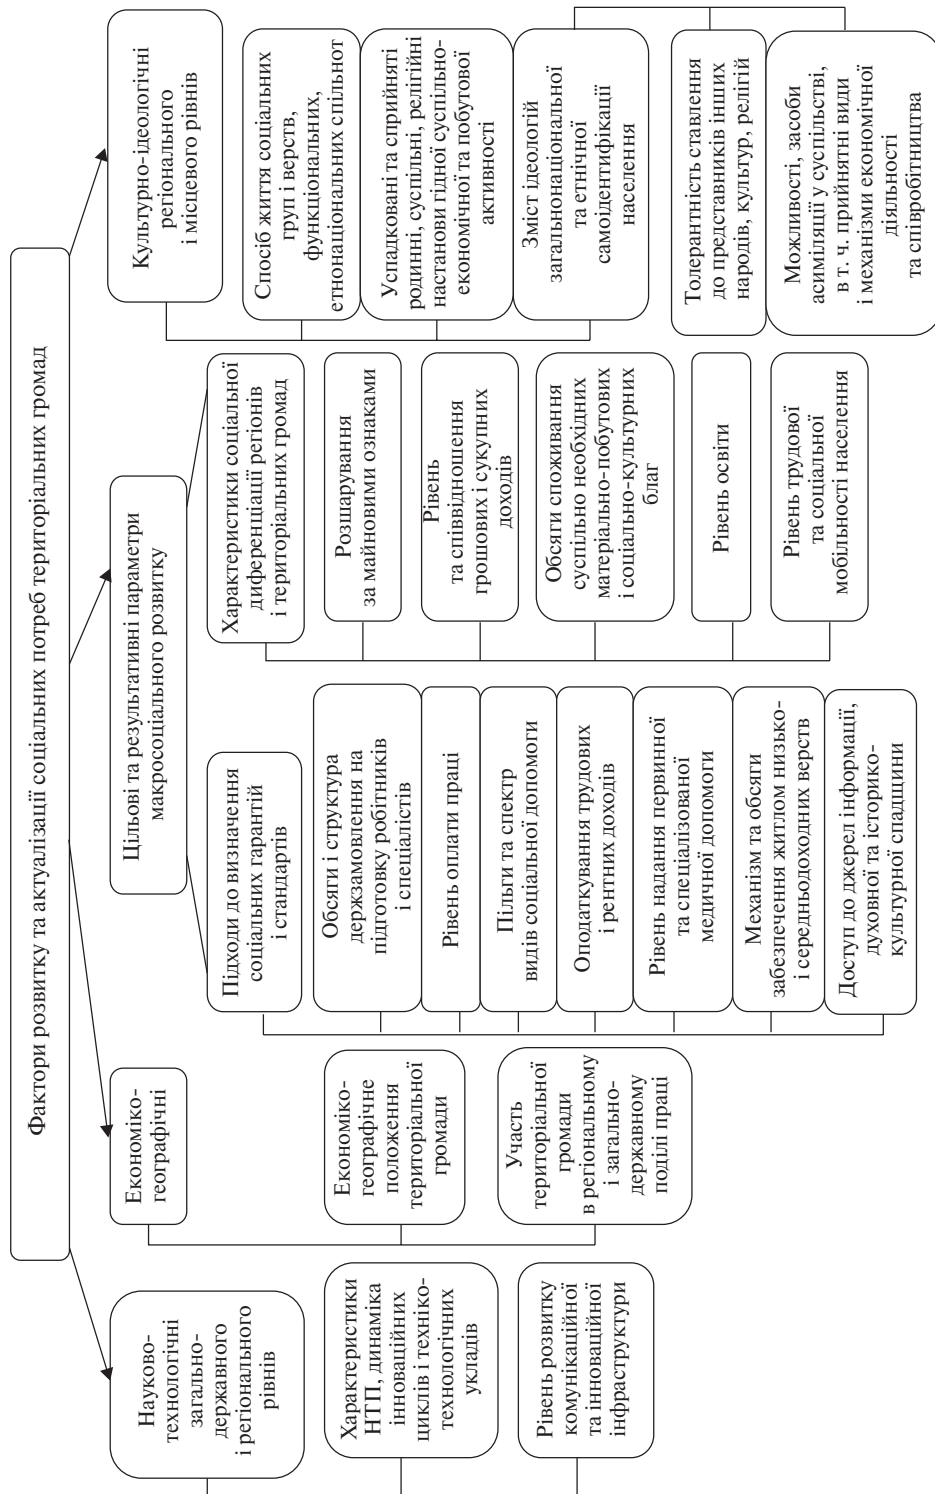 Фактори розвитку та актуалізації соціальних потреб територіальних громад
Науково-
технологічні
загально-
державного
і регіонального
рівнів
Характеристики
НТП, динаміка
інноваційних
циклів і техніко-
технологічних
укладів
Рівень розвитку
комунікаційної
та інноваційної
інфраструктури
Економіко-
географічні
Економіко-
географічне
положення
територіальної
громади
Участь
територіальної
громади
в регіональному
і загально-
державному
поділі праці
Цільові та результативні параметри
макросоціального розвитку
Підходи до визначення
соціальних гарантій
і стандартів
Обсяги і структура
держзамовлення на
підготовку робітників
і спеціалістів
Рівень оплати праці
Пільги та спектр
видів соціальної допомоги
Оподаткування трудових
і рентних доходів
Рівень надання первинної
та спеціалізованої
медичної допомоги
Механізм та обсяги
забезпечення житлом низько-
і середньодоходних верств
Доступ до джерел інформації,
духовної та історико-
культурної спадщини
Характеристики соціальної
диференціації регіонів
і територіальних громад
Розшарування
за майновими ознаками
Рівень
та співвідношення
грошових і сукупних
доходів
Обсяги споживання
суспільно необхідних
матеріально-побутових
і соціально-культурних
благ
Рівень освіти
Рівень трудової
та соціальної
мобільності населення
Культурно-ідеологічні
регіонального
і місцевого рівнів
Спосіб життя соціальних
груп і верств,
функціональних,
етнонаціональних спільнот
Успадковані та сприйняті
родинні, суспільні, релігійні
настанови гідної суспільно-
економічної та побутової
активності
Зміст ідеологій
загальнонаціональної
та етнічної
самоідентифікації
населення
Толерантність ставлення
до представників інших
народів, культур, релігій
Можливості, засоби
асиміляції у суспільстві,
в т. ч. прийнятні види
і механізми економічної
діяльності
та співробітництва